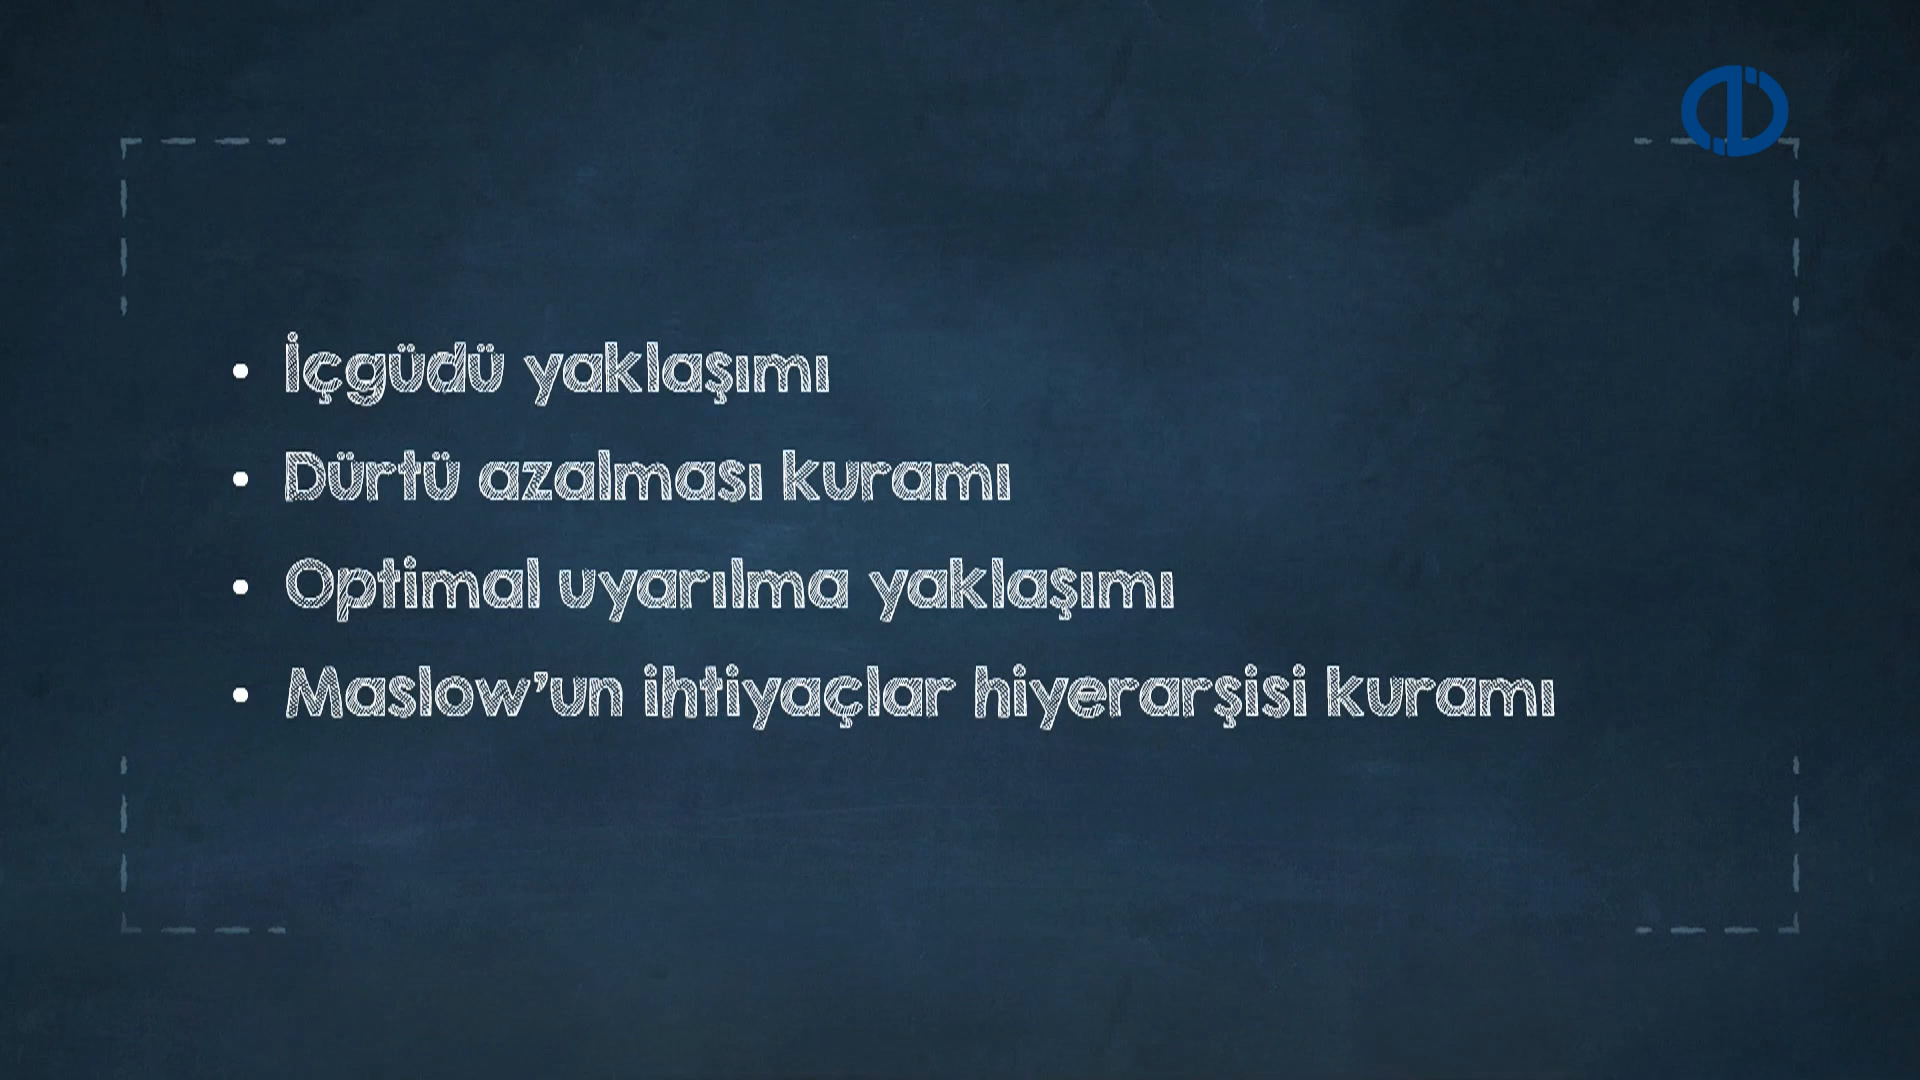 • İçgüdü yaklaşımı
• Dürtü azalması kuramı
• Optimal uyarılma yaklaşımı
• Maslow’un ihtiyaçlar hiyerarşisi kuramı